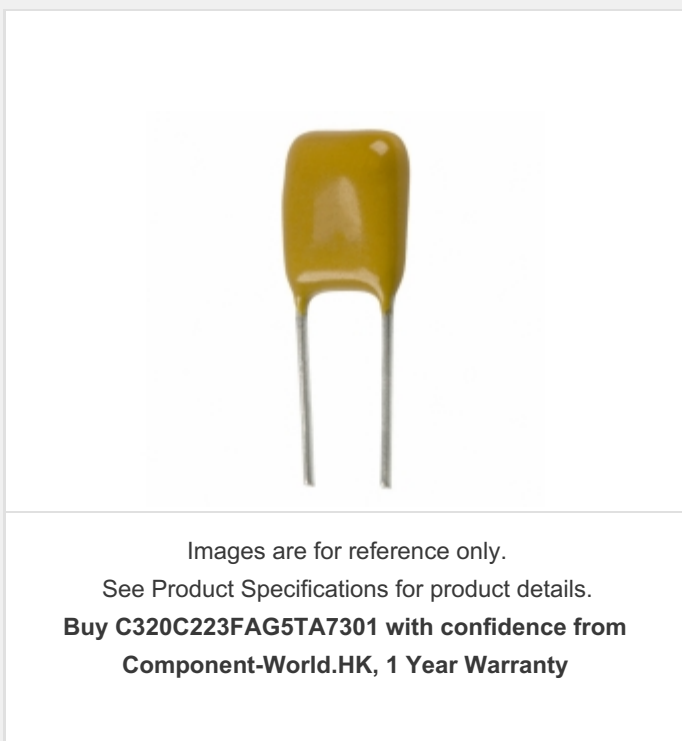 Images are for reference only.
See Product Specifications for product details.
Buy C320C223FAG5TA7301 with confidence from
Component-World.HK, 1 Year Warranty